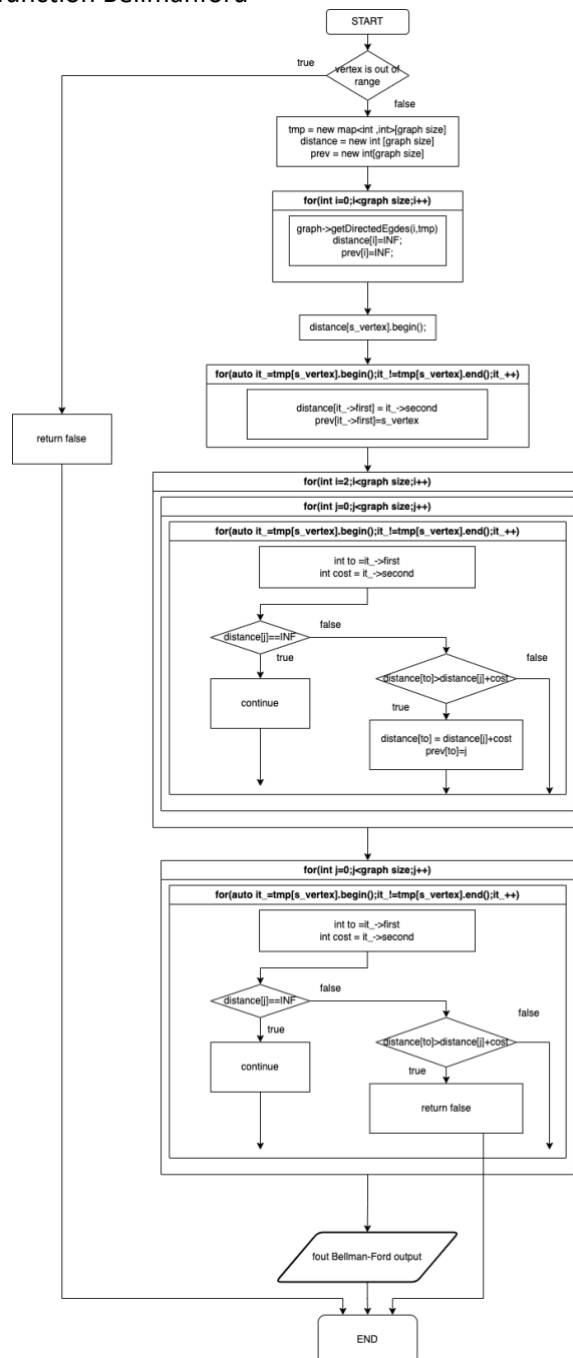 function Bellmanford
START
true
vertex is out of
range
false
tmp = new map<int ,int>[graph size]
distance = new int [graph size]
prev = new int[graph size]
for(int i=0;i<graph size;i++)
graph->getDirectedEgdes(i,tmp)
distance[i]=INF;
prev[i]=INF;
distance[s_vertex].begin();
for(auto it_=tmp[s_vertex].begin();it_!=tmp[s_vertex].end();it_++)
distance[it_->first] = it_->second
prev[it_->first]=s_vertex
return false
for(int i=2;i<graph size;i++)
for(int j=0;j<graph size;j++)
for(auto it_=tmp[s_vertex].begin();it_!=tmp[s_vertex].end();it_++)
int to =it_->first
int cost = it_->second
distance[j]==INF
false
true
distance[to]>distance[j]+cost
false
true
continue
distance[to] = distance[j]+cost
prev[to]=j
for(int j=0;j<graph size;j++)
for(auto it_=tmp[s_vertex].begin();it_!=tmp[s_vertex].end();it_++)
int to =it_->first
int cost = it_->second
distance[j]==INF
false
true
distance[to]>distance[j]+cost
false
true
continue
return false
fout Bellman-Ford output
END